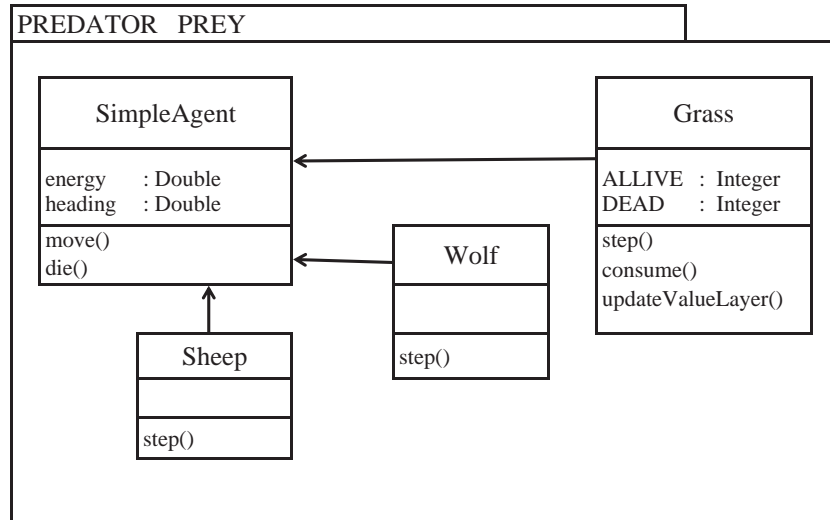 PREDATOR PREY
SimpleAgent
energy : Double
heading : Double
move()
die()
Grass
ALLIVE : Integer
DEAD : Integer
step()
consume()
updateValueLayer()
Wolf
step()
Sheep
step()